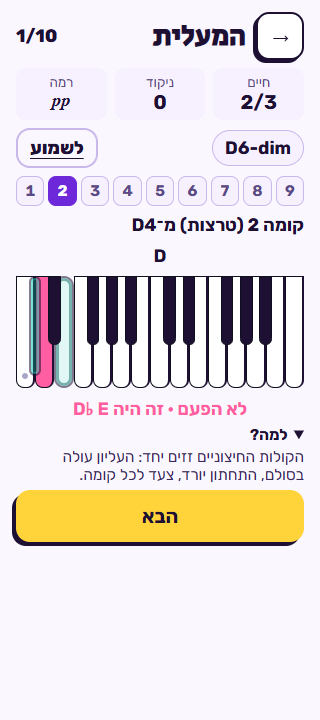 → המעלית 1/10
חיים ניקוד רמה
2/3 0 pp
D6-dim לשמוע
1 2 3 4 5 6 7 8 9
קומה 2 (טרצות) מ־D4
D
לא הפעם • זה היה D♭ E
▼ למה?
הקולות החיצוניים זזים יחד: העליון עולה
בסולם, התחתון יורד, צעד לכל קומה.
הבא